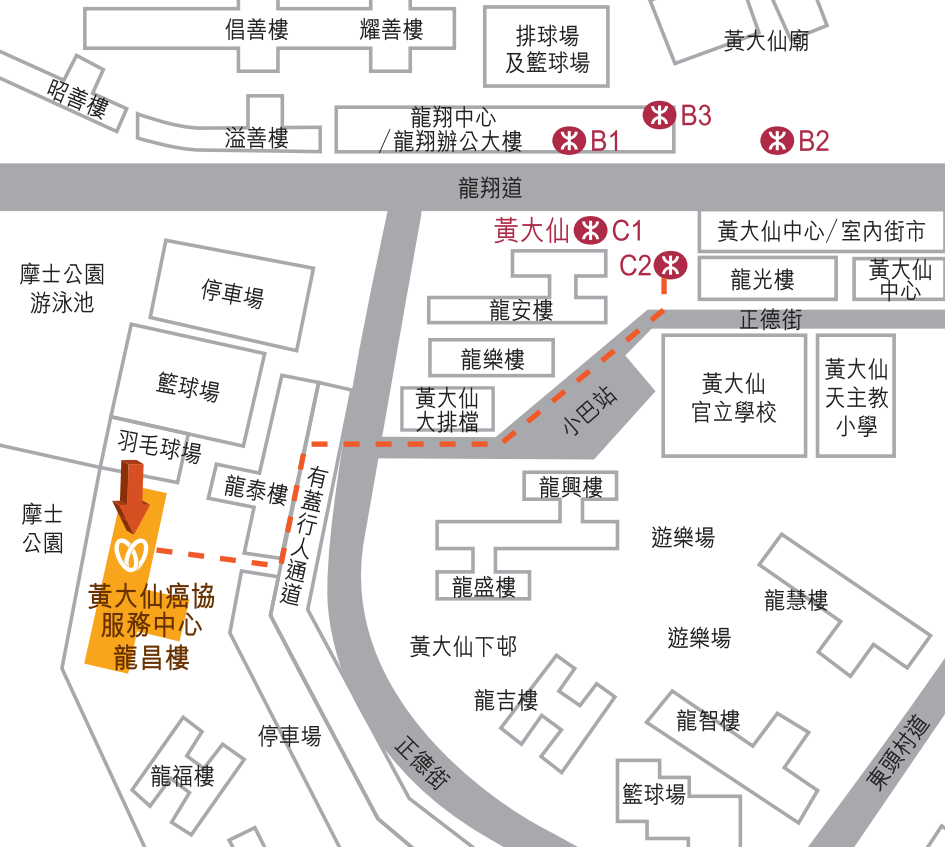 倡善樓
耀善樓
排球場
及籃球場
黃大仙廟
昭善樓
溢善樓
龍翔中心
/龍翔辦公大樓
B1
B3
B2
龍翔道
黃大仙
C1
C2
黃大仙中心/室內街市
龍光樓
黃大仙
中心
摩士公園
游泳池
停車場
龍安樓
正德街
籃球場
龍樂樓
黃大仙
大排檔
小巴站
黃大仙
官立學校
黃大仙
天主教
小學
羽毛球場
龍泰樓
有蓋行人通道
摩士
公園
龍興樓
遊樂場
龍盛樓
黃大仙癌協
服務中心
龍昌樓
龍慧樓
黃大仙下邨
遊樂場
龍吉樓
龍智樓
停車場
正德街
龍福樓
籃球場
東頭村道